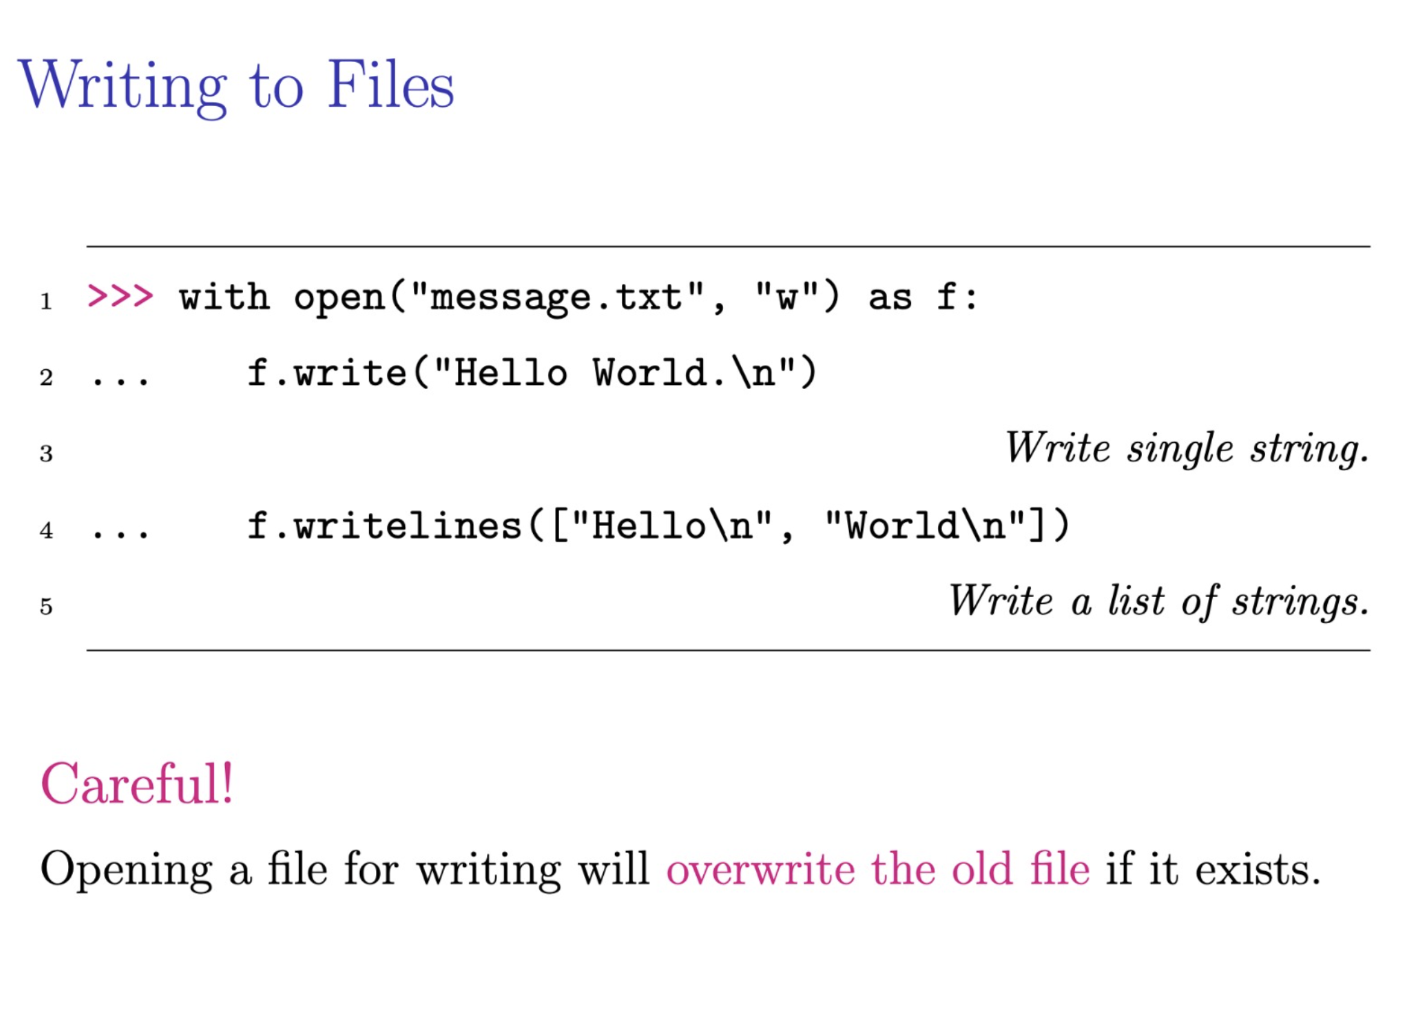 Writing to Files
1 >>> with open("message.txt", "w") as f:
2 ...    f.write("Hello World.\n")
3 Write single string.
4 ...    f.writelines(["Hello\n", "World\n"])
5 Write a list of strings.
Careful!
Opening a file for writing will overwrite the old file if it exists.